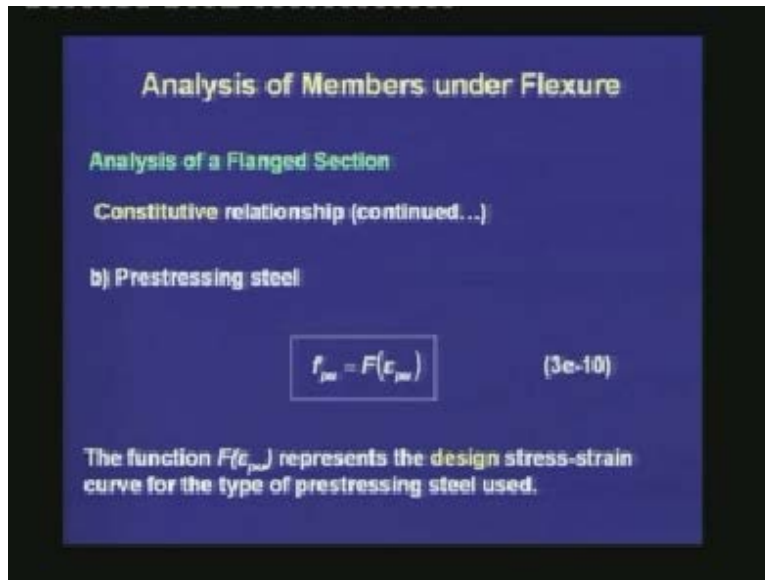 Analysis of Members under Flexure
Analysis of a Flanged Section
Constitutive relationship (continued...)
b) Prestressing steel
f_pu = F(ε_pu) (3e-10)
The function F(ε_pu) represents the design stress-strain
curve for the type of prestressing steel used.